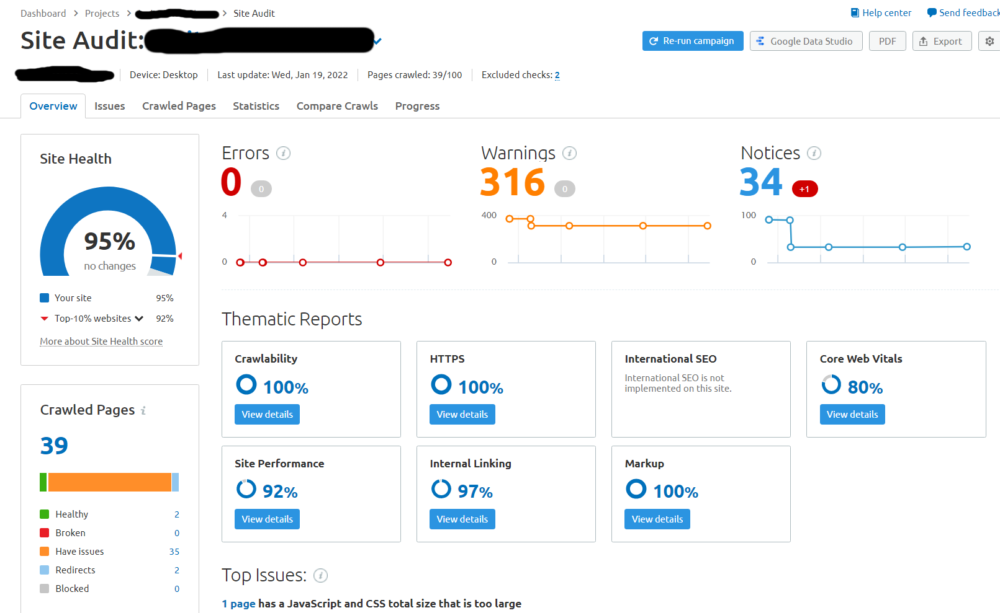 Dashboard > Projects > > Site Audit
Help center Send feedback
Site Audit:
Re-run campaign Google Data Studio PDF Export
Device: Desktop Last update: Wed, Jan 19, 2022 Pages crawled: 39/100 Excluded checks: 2
Overview Issues Crawled Pages Statistics Compare Crawls Progress
Site Health
95%
no changes
Your site 95%
Top-10% websites 92%
More about Site Health score
Errors i
0 0
4
0
Warnings i
316 0
400
0
Notices i
34 +1
100
0
Thematic Reports
Crawlability
100%
View details
HTTPS
100%
View details
International SEO
International SEO is not
implemented on this site.
Core Web Vitals
80%
View details
Site Performance
92%
View details
Internal Linking
97%
View details
Markup
100%
View details
Crawled Pages i
39
Healthy 2
Broken 0
Have issues 35
Redirects 2
Blocked 0
Top Issues: i
1 page has a JavaScript and CSS total size that is too large